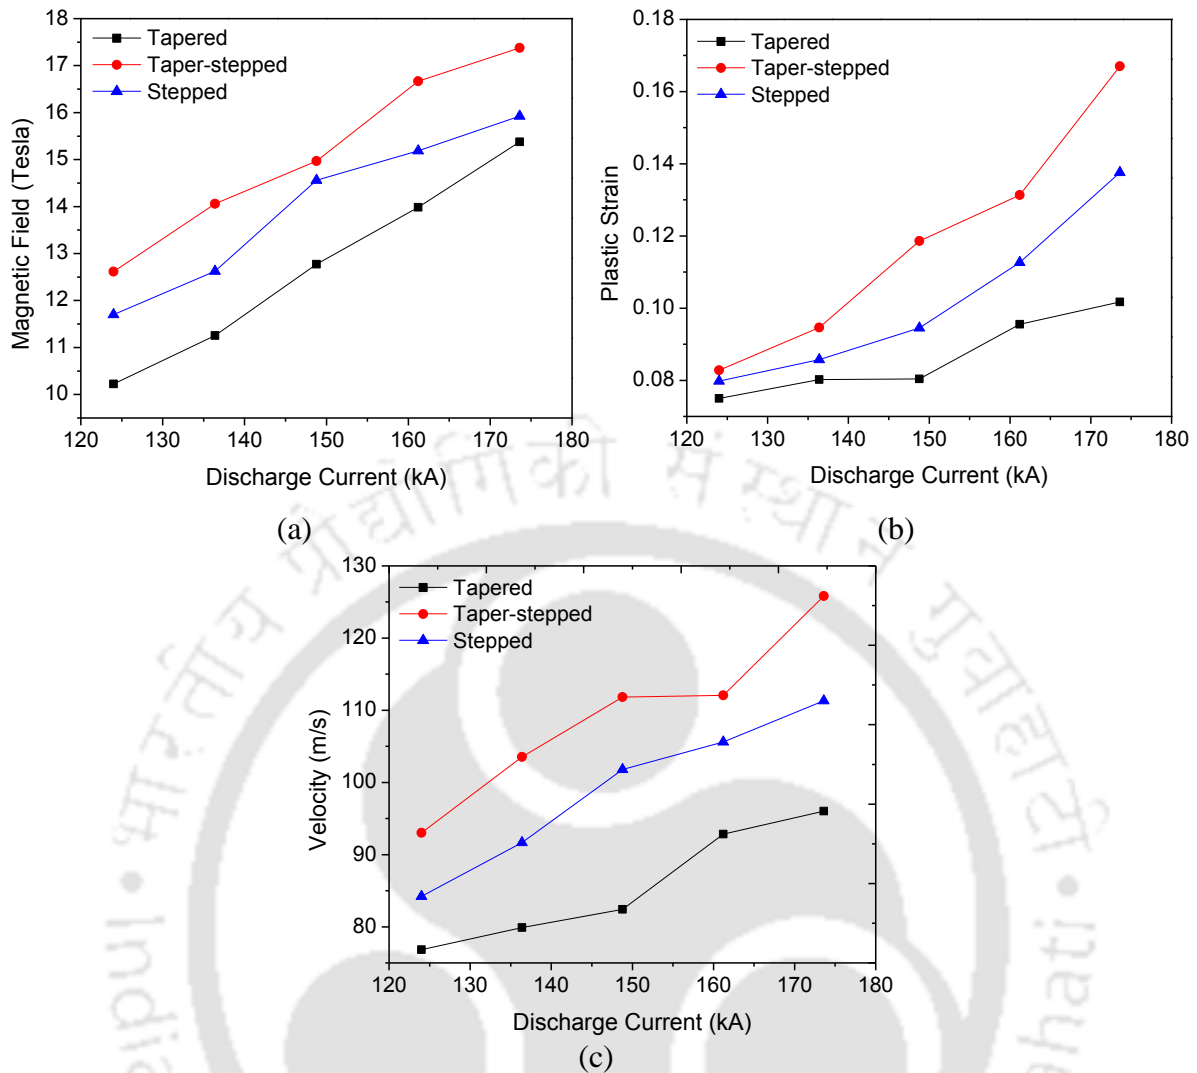 18
17
16
15
14
13
12
11
10
Magnetic Field (Tesla)
Tapered
Taper-stepped
Stepped
120 130 140 150 160 170 180
Discharge Current (kA)
(a)
0.18
0.16
0.14
0.12
0.10
0.08
Plastic Strain
Tapered
Taper-stepped
Stepped
120 130 140 150 160 170 180
Discharge Current (kA)
(b)
130
120
110
100
90
80
Velocity (m/s)
Tapered
Taper-stepped
Stepped
120 130 140 150 160 170 180
Discharge Current (kA)
(c)
भारतीय प्रौद्योगिकी संस्थान गुवाहाटी